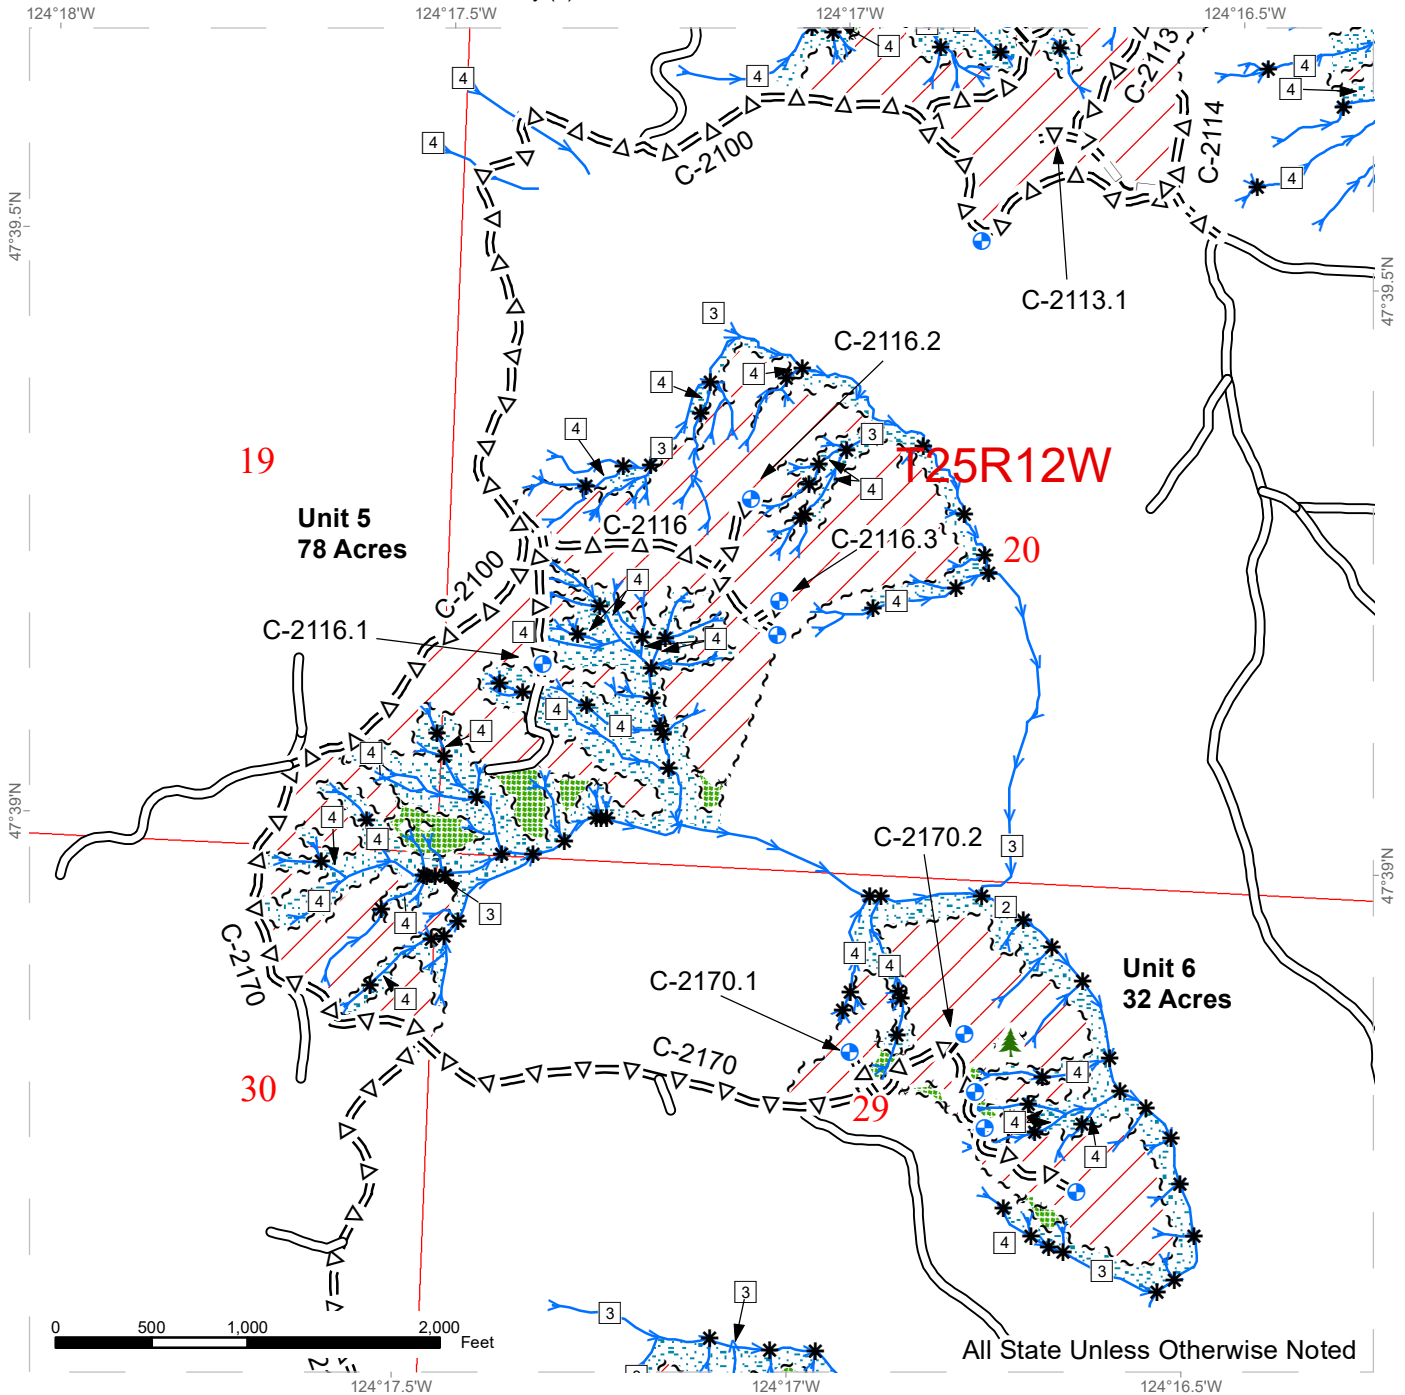 124°18'W
124°17.5'W
124°17'W
124°16.5'W
4
4
4
4
4
4
4
4
C-2113
C-2114
C-2100
47°39.5'N
47°39.5'N
C-2113.1
3
C-2116.2
4
4
4
3
3
4
19
T25R12W
Unit 5
78 Acres
C-2116
C-2116.3
20
C-2100
4
4
C-2116.1
4
4
4
4
4
4
4
4
4
4
3
47°39'N
47°39'N
C-2170.2
3
2
C-2170
4
4
4
C-2170.1
Unit 6
32 Acres
C-2170
30
29
4
4
4
4
3
3
3
0 500 1,000 2,000
Feet
All State Unless Otherwise Noted
124°17.5'W
124°17'W
124°16.5'W